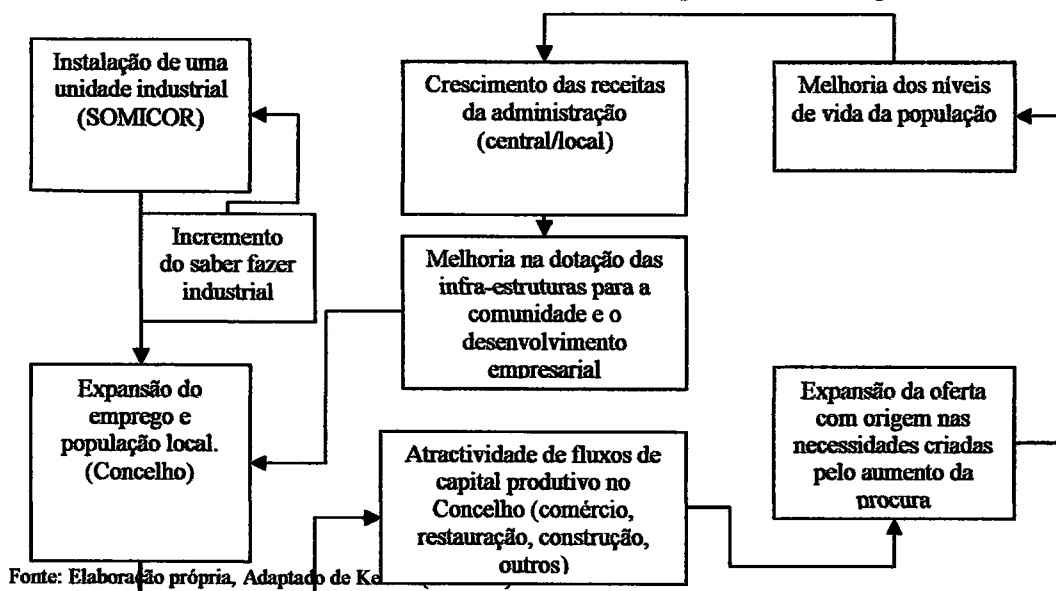 Instalação de uma
unidade industrial
(SOMICOR)
Crescimento das receitas
da administração
(central/local)
Melhoria dos níveis
de vida da população
Incremento
do saber fazer
industrial
Melhoria na dotação das
infra-estruturas para a
comunidade e o
desenvolvimento
empresarial
Expansão do
emprego e
população local.
(Concelho)
Atractividade de fluxos de
capital produtivo no
Concelho (comércio,
restauração, construção,
outros)
Expansão da oferta
com origem nas
necessidades criadas
pelo aumento da
procura
Fonte: Elaboração própria, Adaptado de